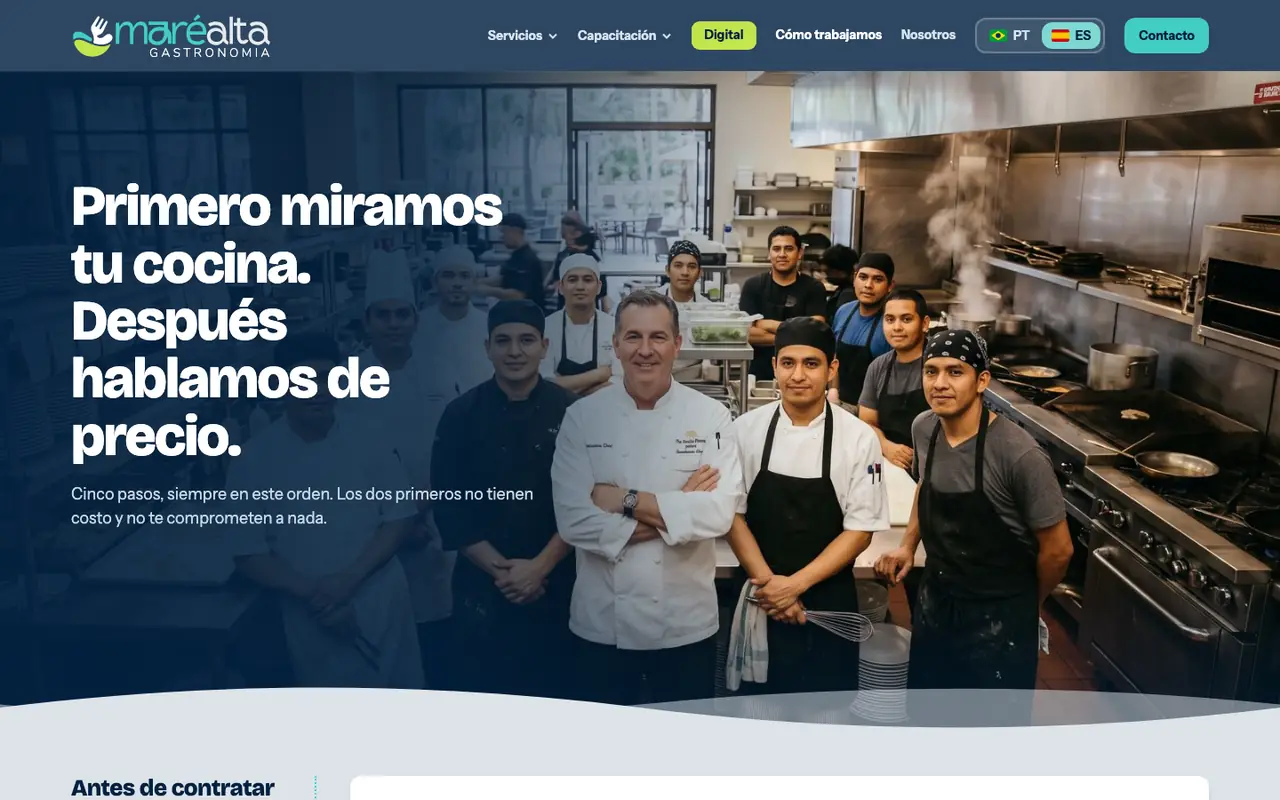 maréalta
GASTRONOMIA
Servicios
Capacitación
Digital
Cómo trabajamos
Nosotros
PT
ES
Contacto
Primero miramos
tu cocina.
Después
hablamos de
precio.
Cinco pasos, siempre en este orden. Los dos primeros no tienen
costo y no te comprometen a nada.
Antes de contratar